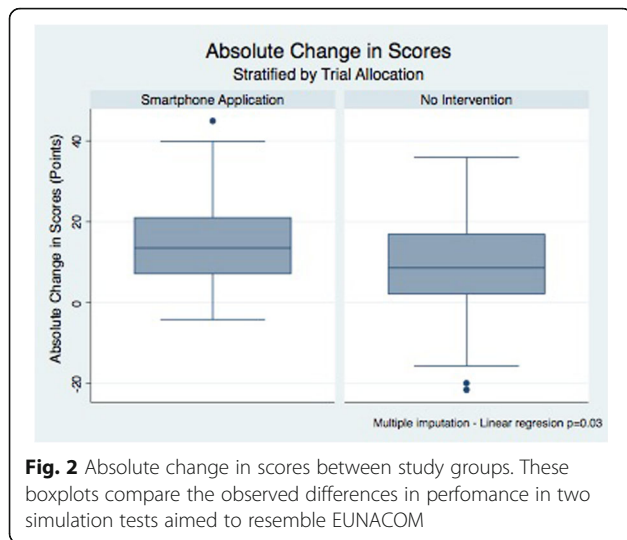 Absolute Change in Scores
Stratified by Trial Allocation
Smartphone Application
No Intervention
Absolute Change in Scores (Points)
40
20
0
-20
Multiple imputation - Linear regresion p=0.03
Fig. 2 Absolute change in scores between study groups. These
boxplots compare the observed differences in perfomance in two
simulation tests aimed to resemble EUNACOM